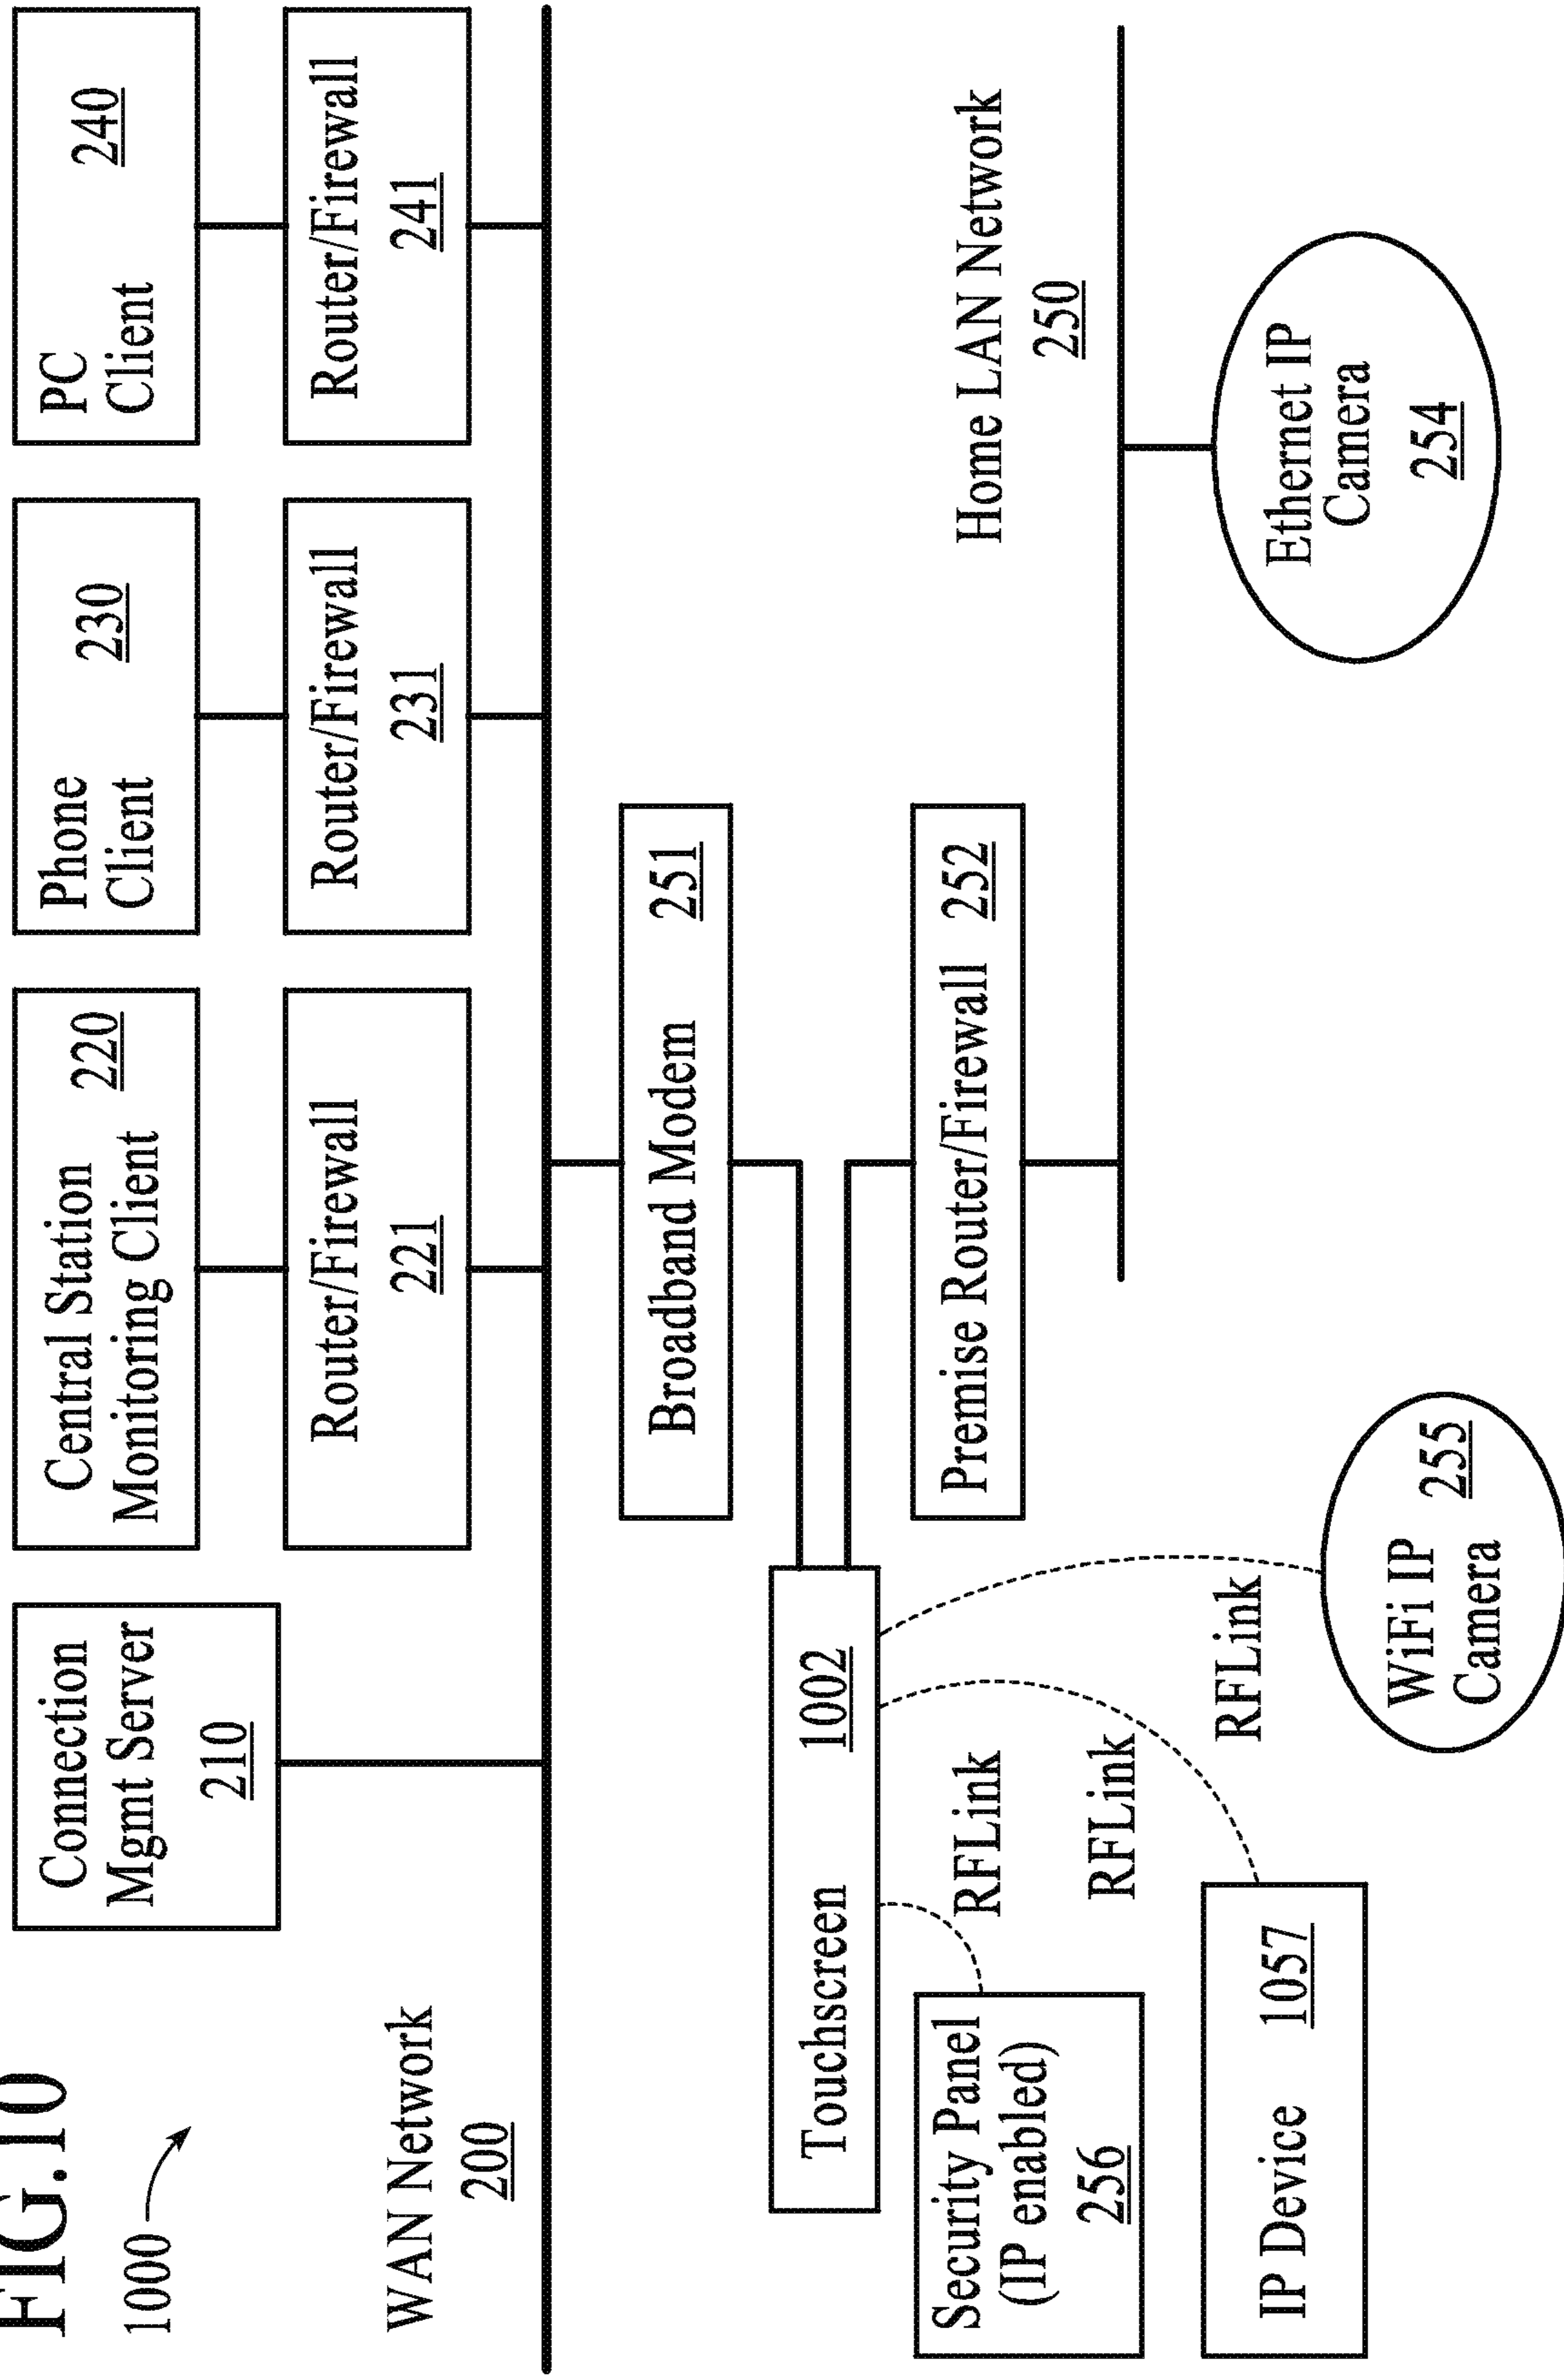 FIG.10
1000
WAN Network
200
Connection
Mgmt Server
210
Central Station
Monitoring Client
220
Router/Firewall
221
Phone
Client
230
Router/Firewall
231
PC
Client
240
Router/Firewall
241
Broadband Modem 251
Touchscreen 1002
Premise Router/Firewall 252
Home LAN Network
250
Security Panel
(IP enabled)
256
RFLink
RFLink
RFLink
IP Device 1057
WiFi IP 255
Camera
Ethernet IP
Camera
254